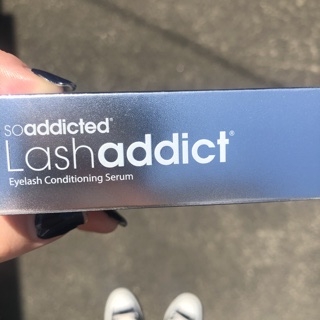 soaddicted®
Lashaddict®
Eyelash Conditioning Serum